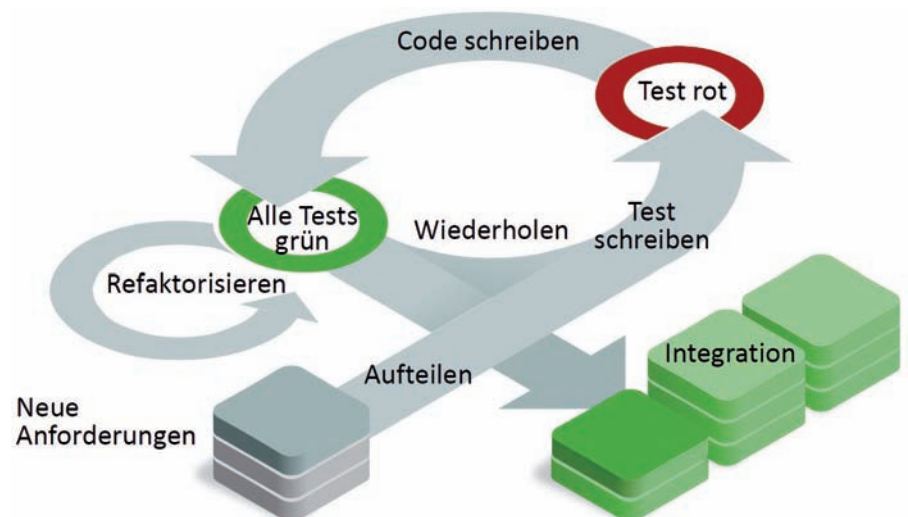 Code schreiben
Test rot
Alle Tests
grün
Wiederholen
Test
schreiben
Refaktorisieren
Aufteilen
Integration
Neue
Anforderungen